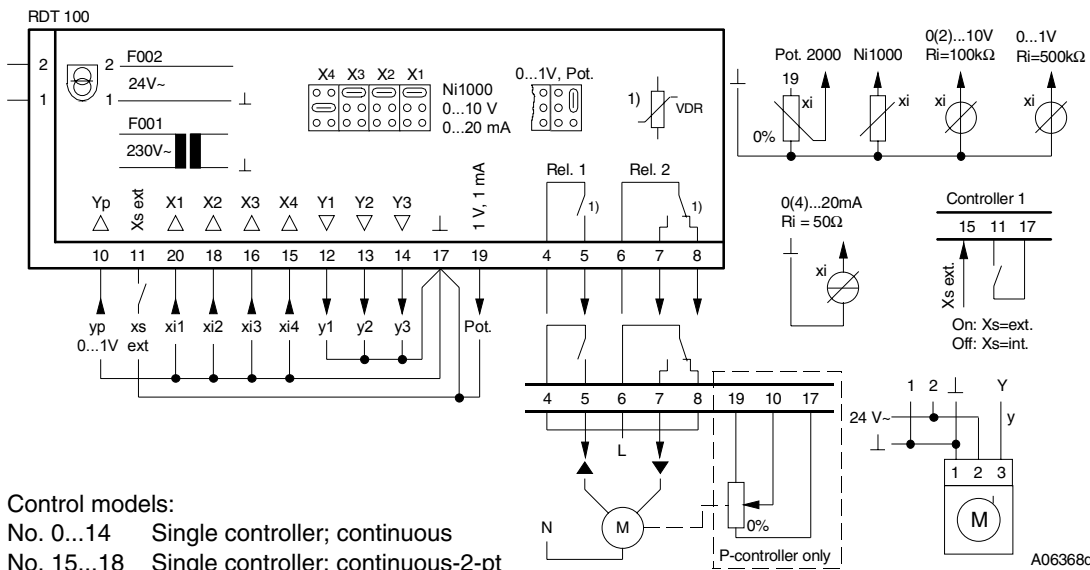 RDT 100
2 2 F002
24V~
1 1 ⊥
F001
230V~
⊥
X4 X3 X2 X1
Ni1000
0...10 V
0...20 mA
0...1V, Pot.
1) VDR
Rel. 1 Rel. 2
1) 1)
Yp Xs ext X1 X2 X3 X4 Y1 Y2 Y3 ⊥ 1 V, 1 mA
10 11 20 18 16 15 12 13 14 17 19 4 5 6 7 8
yp xs xi1 xi2 xi3 xi4 y1 y2 y3 Pot.
0...1V ext
4 5 6 7 8 19 10 17
L
N M 0%
P-controller only
Pot. 2000 Ni1000 0(2)...10V 0...1V
Ri=100kΩ Ri=500kΩ
⊥ 19 xi xi xi xi
0%
0(4)...20mA
Ri = 50Ω
⊥ xi
Controller 1
15 11 17
Xs ext.
On: Xs=ext.
Off: Xs=int.
1 2 ⊥ Y
24 V~ y
⊥
1 2 3
M
Control models:
No. 0...14 Single controller; continuous
No. 15...18 Single controller; continuous-2-pt
A06368c